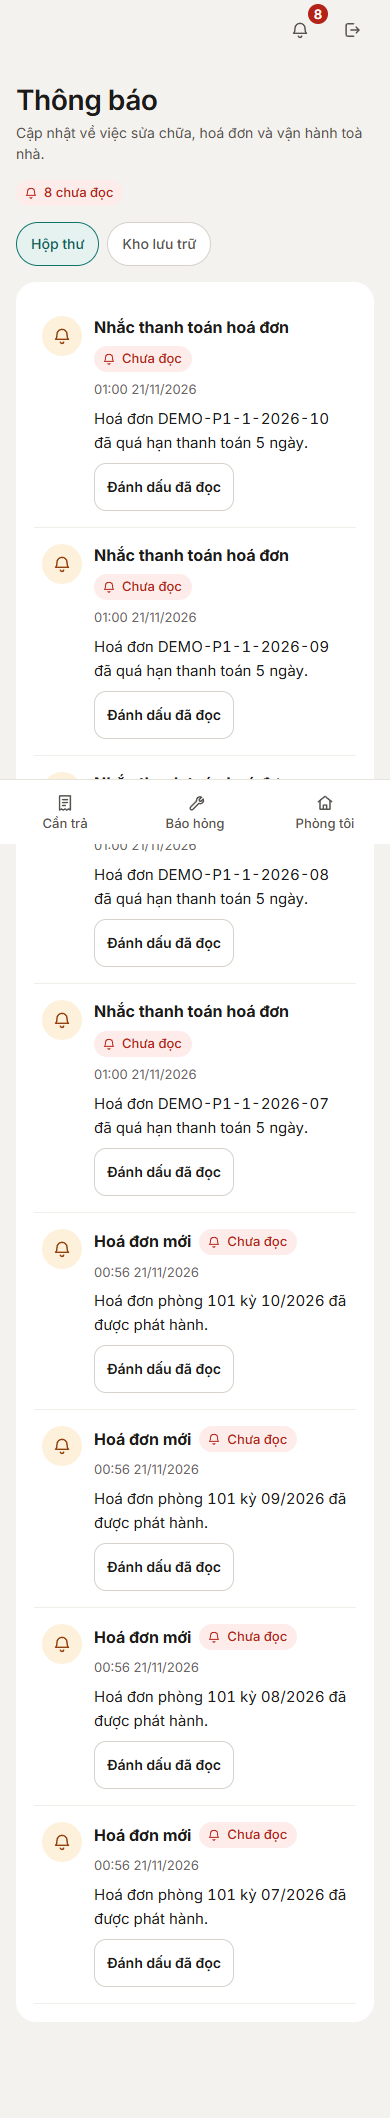 8
Thông báo
Cập nhật về việc sửa chữa, hoá đơn và vận hành toà
nhà.
8 chưa đọc
Hộp thư
Kho lưu trữ
Nhắc thanh toán hoá đơn
Chưa đọc
01:00 21/11/2026
Hoá đơn DEMO-P1-1-2026-10
đã quá hạn thanh toán 5 ngày.
Đánh dấu đã đọc
Nhắc thanh toán hoá đơn
Chưa đọc
01:00 21/11/2026
Hoá đơn DEMO-P1-1-2026-09
đã quá hạn thanh toán 5 ngày.
Đánh dấu đã đọc
Cần trả
Báo hỏng
Phòng tôi
01:00 21/11/2026
Hoá đơn DEMO-P1-1-2026-08
đã quá hạn thanh toán 5 ngày.
Đánh dấu đã đọc
Nhắc thanh toán hoá đơn
Chưa đọc
01:00 21/11/2026
Hoá đơn DEMO-P1-1-2026-07
đã quá hạn thanh toán 5 ngày.
Đánh dấu đã đọc
Hoá đơn mới
Chưa đọc
00:56 21/11/2026
Hoá đơn phòng 101 kỳ 10/2026 đã
được phát hành.
Đánh dấu đã đọc
Hoá đơn mới
Chưa đọc
00:56 21/11/2026
Hoá đơn phòng 101 kỳ 09/2026 đã
được phát hành.
Đánh dấu đã đọc
Hoá đơn mới
Chưa đọc
00:56 21/11/2026
Hoá đơn phòng 101 kỳ 08/2026 đã
được phát hành.
Đánh dấu đã đọc
Hoá đơn mới
Chưa đọc
00:56 21/11/2026
Hoá đơn phòng 101 kỳ 07/2026 đã
được phát hành.
Đánh dấu đã đọc